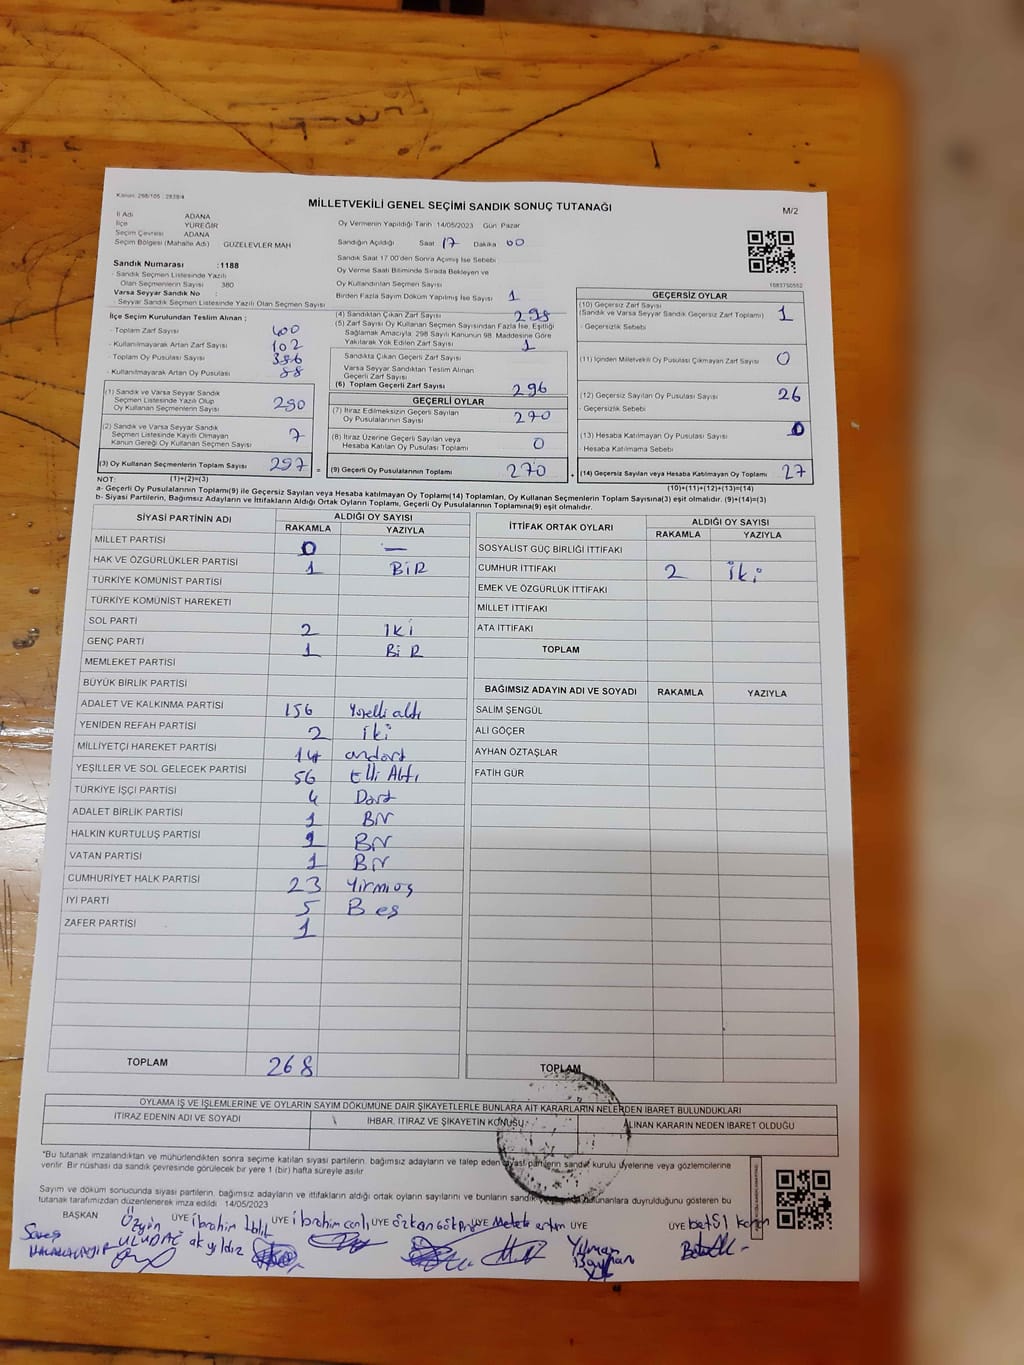 Kanun: 298/105 : 2839/4
MİLLETVEKİLİ GENEL SEÇİMİ SANDIK SONUÇ TUTANAĞI
M/2
İl Adı ADANA
İlçe YÜREĞİR
Seçim Çevresi ADANA
Seçim Bölgesi (Mahalle Adı) GÜZELEVLER MAH
Oy Vermenin Yapıldığı Tarih 14/05/2023 Gün Pazar
Sandığın Açıldığı Saat 17 Dakika 00
Sandık Saat 17.00'den Sonra Açılmış İse Sebebi
Oy Verme Saati Bitiminde Sırada Bekleyen ve
Oy Kullandırılan Seçmen Sayısı
Birden Fazla Sayım Döküm Yapılmış İse Sayısı 1
Sandık Numarası :1188
- Sandık Seçmen Listesinde Yazılı
Olan Seçmenlerin Sayısı 380
Varsa Seyyar Sandık No :
- Seyyar Sandık Seçmen Listesinde Yazılı Olan Seçmen Sayısı
İlçe Seçim Kurulundan Teslim Alınan ;
- Toplam Zarf Sayısı 400
- Kullanılmayarak Artan Zarf Sayısı 102
- Toplam Oy Pusulası Sayısı 386
- Kullanılmayarak Artan Oy Pusulası 88
(1) Sandık ve Varsa Seyyar Sandık
Seçmen Listesinde Yazılı Olup
Oy Kullanan Seçmenlerin Sayısı 290
(2) Sandık ve Varsa Seyyar Sandık
Seçmen Listesinde Kayıtlı Olmayan
Kanun Gereği Oy Kullanan Seçmen Sayısı 7
(3) Oy Kullanan Seçmenlerin Toplam Sayısı 297 =
(4) Sandıktan Çıkan Zarf Sayısı 298
(5) Zarf Sayısı Oy Kullanan Seçmen Sayısından Fazla İse, Eşitliği
Sağlamak Amacıyla, 298 Sayılı Kanunun 98. Maddesine Göre
Yakılarak Yok Edilen Zarf Sayısı 1
Sandıkta Çıkan Geçerli Zarf Sayısı
Varsa Seyyar Sandıktan Teslim Alınan
Geçerli Zarf Sayısı
(6) Toplam Geçerli Zarf Sayısı 296
GEÇERLİ OYLAR
(7) İtiraz Edilmeksizin Geçerli Sayılan
Oy Pusulalarının Sayısı 270
(8) İtiraz Üzerine Geçerli Sayılan veya
Hesaba Katılan Oy Pusulası Toplamı 0
(9) Geçerli Oy Pusulalarının Toplamı 270 +
1683750552
GEÇERSİZ OYLAR
(10) Geçersiz Zarf Sayısı
(Sandık ve Varsa Seyyar Sandık Geçersiz Zarf Toplamı) 1
- Geçersizlik Sebebi
(11) İçinden Milletvekili Oy Pusulası Çıkmayan Zarf Sayısı 0
(12) Geçersiz Sayılan Oy Pusulası Sayısı 26
- Geçersizlik Sebebi
(13) Hesaba Katılmayan Oy Pusulası Sayısı 0
- Hesaba Katılmama Sebebi
(14) Geçersiz Sayılan veya Hesaba Katılmayan Oy Toplamı 27
NOT: (1)+(2)=(3) (10)+(11)+(12)+(13)=(14)
a- Geçerli Oy Pusulalarının Toplamı(9) ile Geçersiz Sayılan veya Hesaba katılmayan Oy Toplamı(14) Toplamları, Oy Kullanan Seçmenlerin Toplam Sayısına(3) eşit olmalıdır. (9)+(14)=(3)
b- Siyasi Partilerin, Bağımsız Adayların ve İttifakların Aldığı Ortak Oyların Toplamı, Geçerli Oy Pusulalarının Toplamına(9) eşit olmalıdır.
SİYASİ PARTİNİN ADI ALDIĞI OY SAYISI
RAKAMLA YAZIYLA
MİLLET PARTİSİ 0 —
HAK VE ÖZGÜRLÜKLER PARTİSİ 1 BİR
TÜRKİYE KOMÜNİST PARTİSİ
TÜRKİYE KOMÜNİST HAREKETİ
SOL PARTİ 2 İKİ
GENÇ PARTİ 1 BİR
MEMLEKET PARTİSİ
BÜYÜK BİRLİK PARTİSİ
ADALET VE KALKINMA PARTİSİ 156 Yüzelli altı
YENİDEN REFAH PARTİSİ 2 iki
MİLLİYETÇİ HAREKET PARTİSİ 14 ondört
YEŞİLLER VE SOL GELECEK PARTİSİ 56 Elli Altı
TÜRKİYE İŞÇİ PARTİSİ 4 Dört
ADALET BİRLİK PARTİSİ 1 Bir
HALKIN KURTULUŞ PARTİSİ 1 Bir
VATAN PARTİSİ 1 Bir
CUMHURİYET HALK PARTİSİ 23 Yirmiüç
İYİ PARTİ 5 Beş
ZAFER PARTİSİ 1
TOPLAM 268
İTTİFAK ORTAK OYLARI ALDIĞI OY SAYISI
RAKAMLA YAZIYLA
SOSYALİST GÜÇ BİRLİĞİ İTTİFAKI
CUMHUR İTTİFAKI 2 iki
EMEK VE ÖZGÜRLÜK İTTİFAKI
MİLLET İTTİFAKI
ATA İTTİFAKI
TOPLAM
BAĞIMSIZ ADAYIN ADI VE SOYADI RAKAMLA YAZIYLA
SALİM ŞENGÜL
ALİ GÖÇER
AYHAN ÖZTAŞLAR
FATİH GÜR
TOPLAM
OYLAMA İŞ VE İŞLEMLERİNE VE OYLARIN SAYIM DÖKÜMÜNE DAİR ŞİKAYETLERLE BUNLARA AİT KARARLARIN NELERDEN İBARET BULUNDUKLARI
İTİRAZ EDENİN ADI VE SOYADI İHBAR, İTİRAZ VE ŞİKAYETİN KONUSU ALINAN KARARIN NEDEN İBARET OLDUĞU
*Bu tutanak imzalandıktan ve mühürlendikten sonra seçime katılan siyasi partilerin, bağımsız adayların ve talep eden siyasi partilerin sandık kurulu üyelerine veya gözlemcilerine
verilir. Bir nüshası da sandık çevresinde görülecek bir yere 1 (bir) hafta süreyle asılır
Sayım ve döküm sonucunda siyasi partilerin, bağımsız adayların ve ittifakların aldığı ortak oyların sayılarını ve bunların sandık bulunanlara duyrulduğunu gösteren bu
tutanak tarafımızdan düzenlenerek imza edildi 14/05/2023
BAŞKAN ÜYE ÜYE ÜYE ÜYE ÜYE ÜYE
Özgün ULUDAĞ
ibrahim akyıldız
ibrahim canlı
özkan
Yılmaz